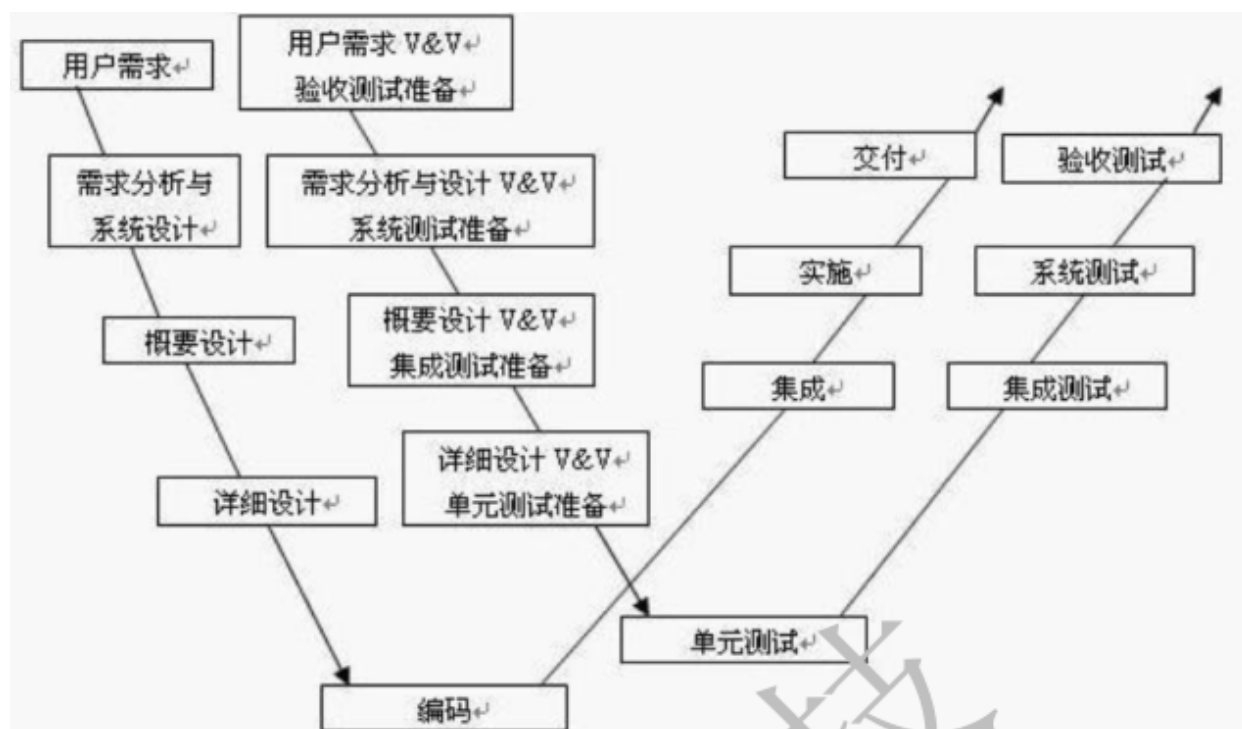 用户需求
用户需求 V&V
验收测试准备
需求分析与
系统设计
需求分析与设计 V&V
系统测试准备
交付
验收测试
实施
系统测试
概要设计
概要设计 V&V
集成测试准备
集成
集成测试
详细设计
详细设计 V&V
单元测试准备
单元测试
编码